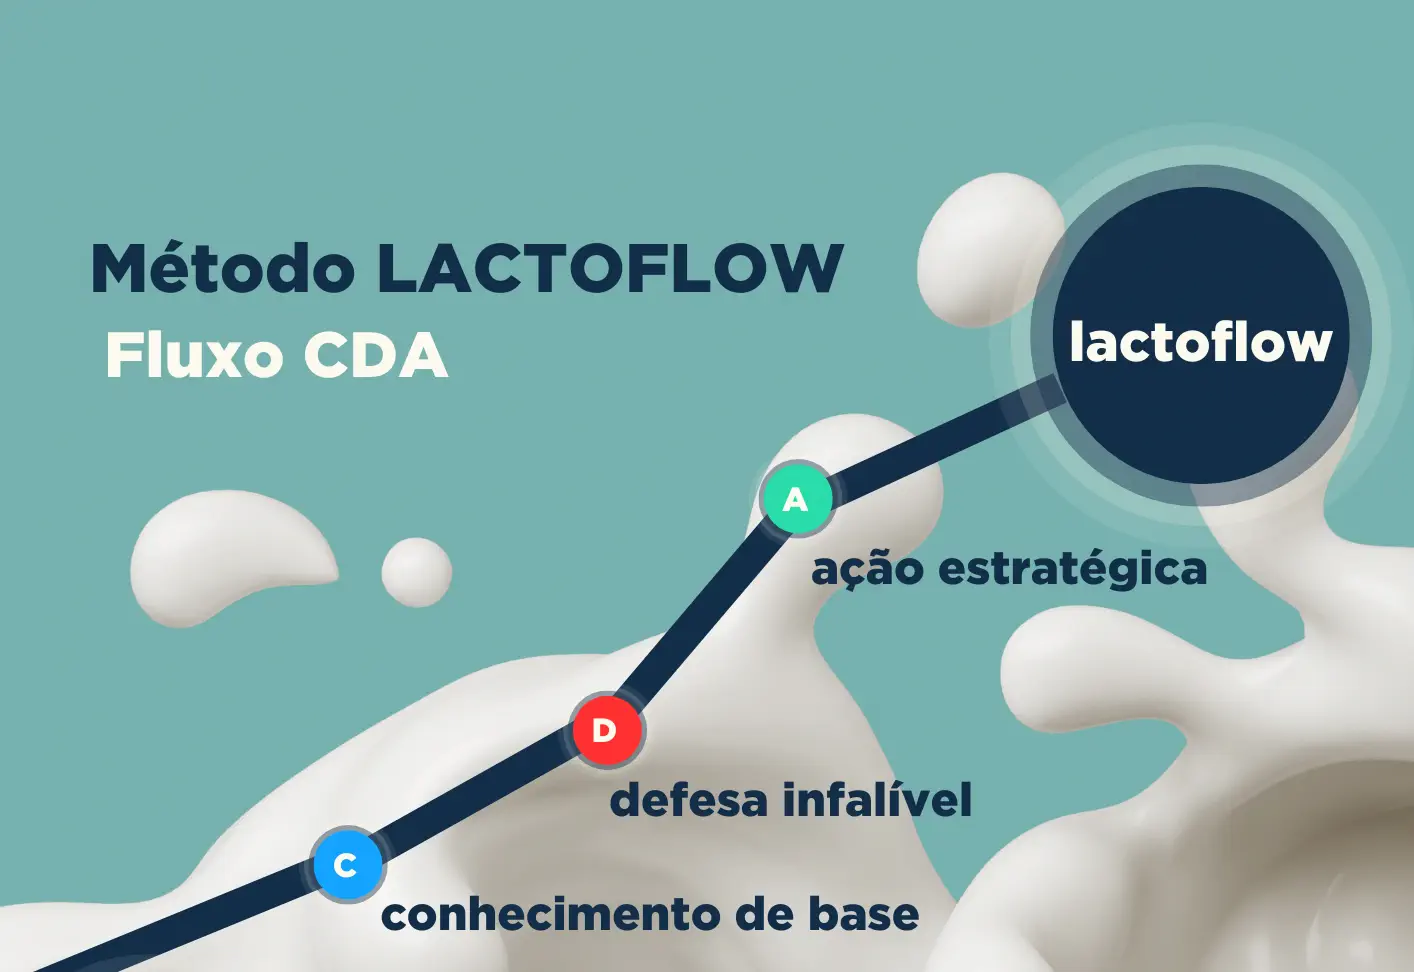 Método LACTOFLOW
Fluxo CDA
lactoflow
A
ação estratégica
D
defesa infalível
C
conhecimento de base